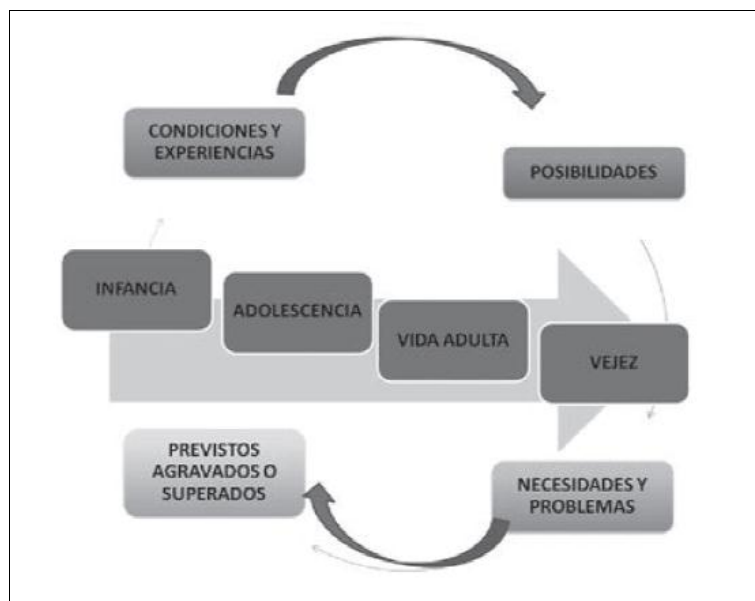 CONDICIONES Y
EXPERIENCIAS
POSIBILIDADES
INFANCIA
ADOLESCENCIA
VIDA ADULTA
VEJEZ
PREVISTOS
AGRAVADOS O
SUPERADOS
NECESIDADES Y
PROBLEMAS